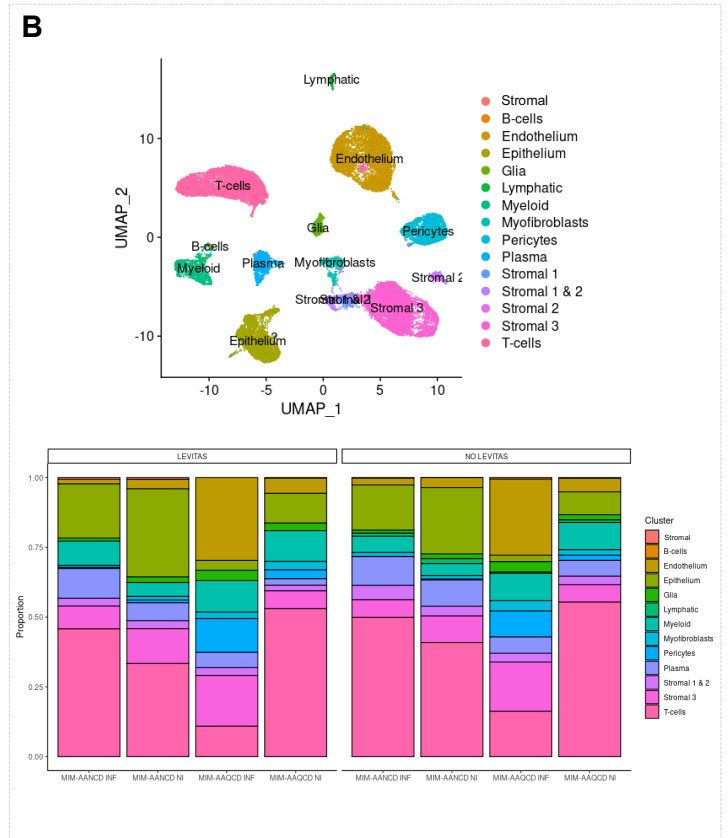 B
Lymphatic
Endothelium
T-cells
Glia
Pericytes
B-cells
Myeloid
Plasma
Myofibroblasts
Stromal 2
Stromal 3
Epithelium
10
0
-10
UMAP_2
-10
-5
0
5
10
UMAP_1
Stromal
B-cells
Endothelium
Epithelium
Glia
Lymphatic
Myeloid
Myofibroblasts
Pericytes
Plasma
Stromal 1
Stromal 1 & 2
Stromal 2
Stromal 3
T-cells
LEVITAS
NO LEVITAS
1.00
0.75
0.50
0.25
0.00
Proportion
MIM-AANCD INF
MIM-AANCD NI
MIM-AAQCD INF
MIM-AAQCD NI
MIM-AANCD INF
MIM-AANCD NI
MIM-AAQCD INF
MIM-AAQCD NI
Cluster
Stromal
B-cells
Endothelium
Epithelium
Glia
Lymphatic
Myeloid
Myofibroblasts
Pericytes
Plasma
Stromal 1 & 2
Stromal 3
T-cells